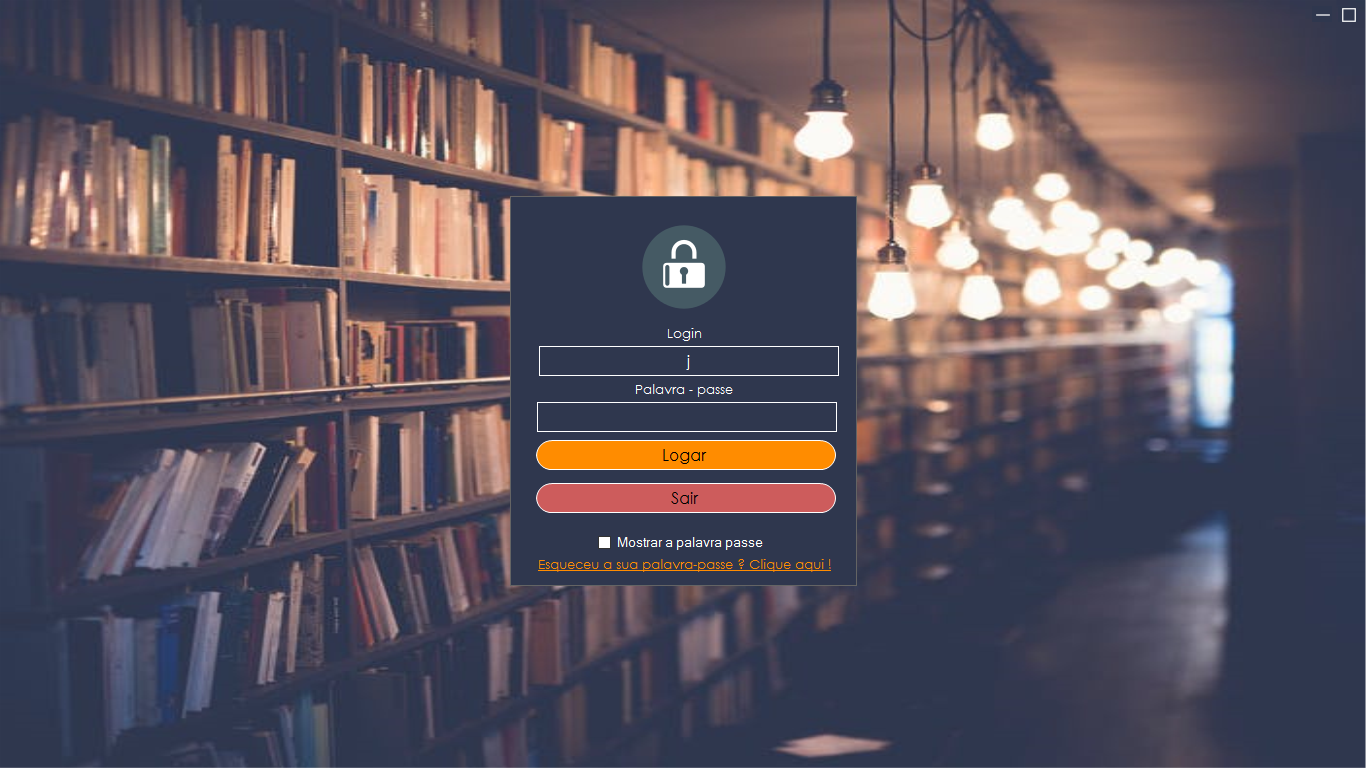 Login
j
Palavra - passe
Logar
Sair
Mostrar a palavra passe
Esqueceu a sua palavra-passe ? Clique aqui !